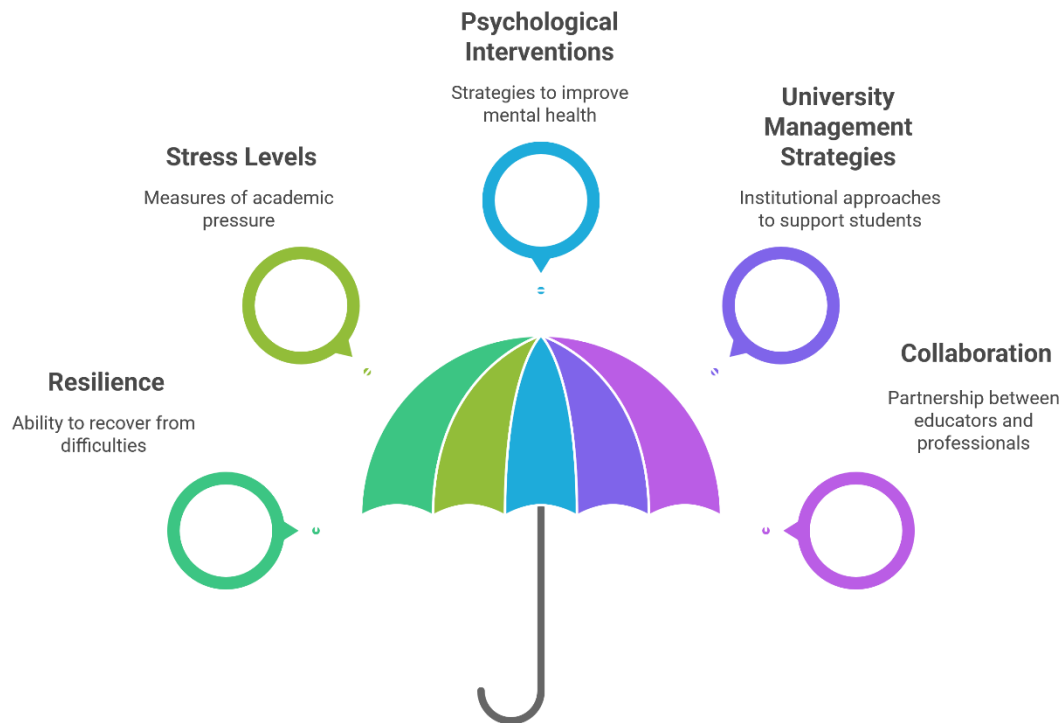 Psychological
Interventions
Strategies to improve
mental health
University
Management
Strategies
Institutional approaches
to support students
Stress Levels
Measures of academic
pressure
Collaboration
Partnership between
educators and
professionals
Resilience
Ability to recover from
difficulties